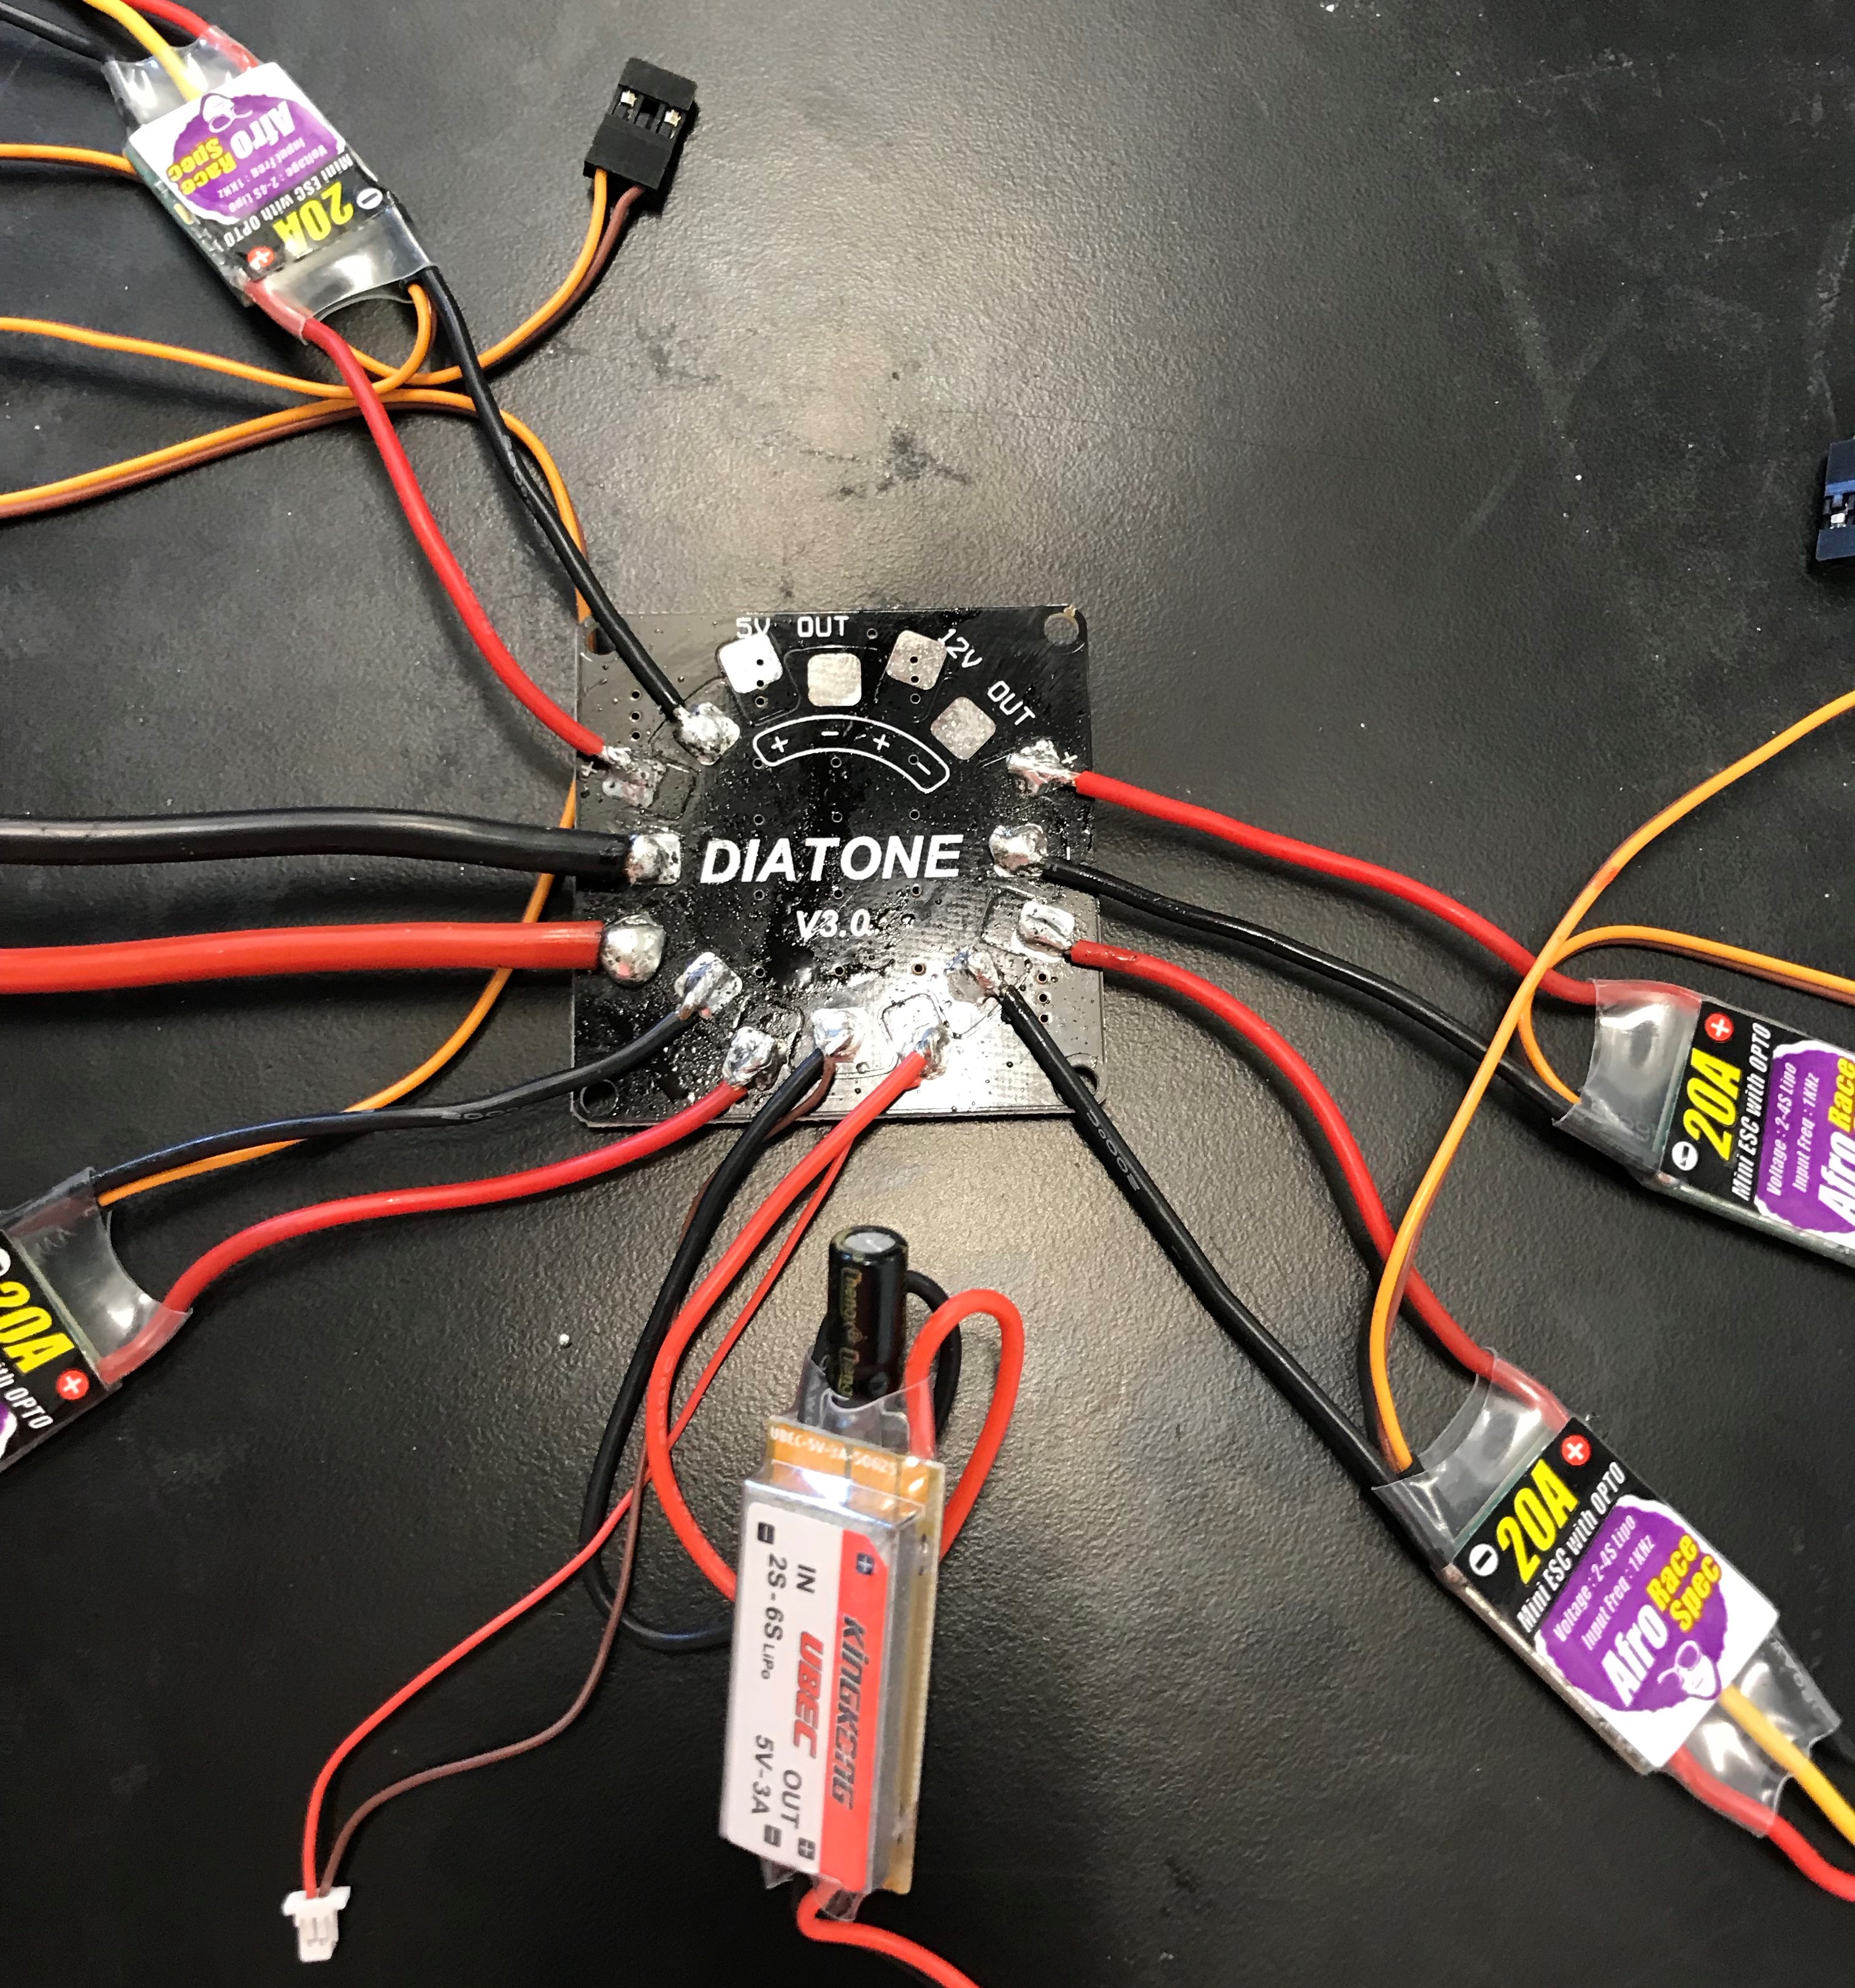 Afro Race
Spec
Voltage : 2-4S Lipo
Input Freq : 1KHz
Mini ESC with OPTO
20A
5V OUT
12V
OUT
+ - + -
DIATONE
V3.0
20A
Mini ESC with OPTO
Voltage : 2-4S Lipo
Input Freq : 1KHz
Afro Race
20A
OPTO
UBEC-5V-3A-
KINGKONG
UBEC
IN
2S-6S LiPo
OUT
5V-3A
20A
Mini ESC with OPTO
Voltage : 2-4S Lipo
Input Freq : 1KHz
Afro Race
Spec